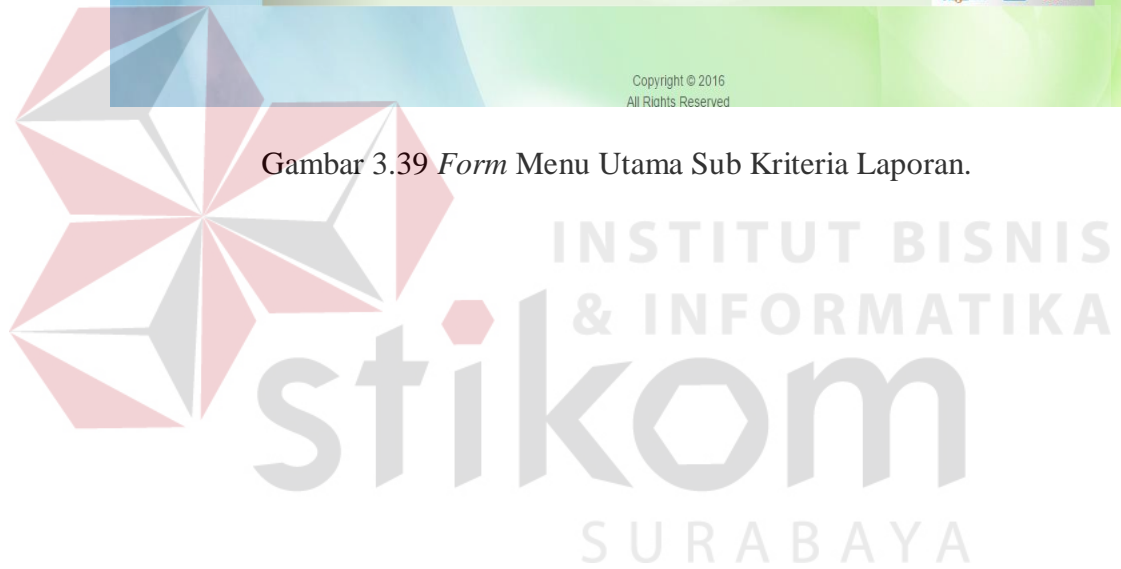 Copyright © 2016
All Rights Reserved
Gambar 3.39 Form Menu Utama Sub Kriteria Laporan.
INSTITUT BISNIS
& INFORMATIKA
stikom
SURABAYA